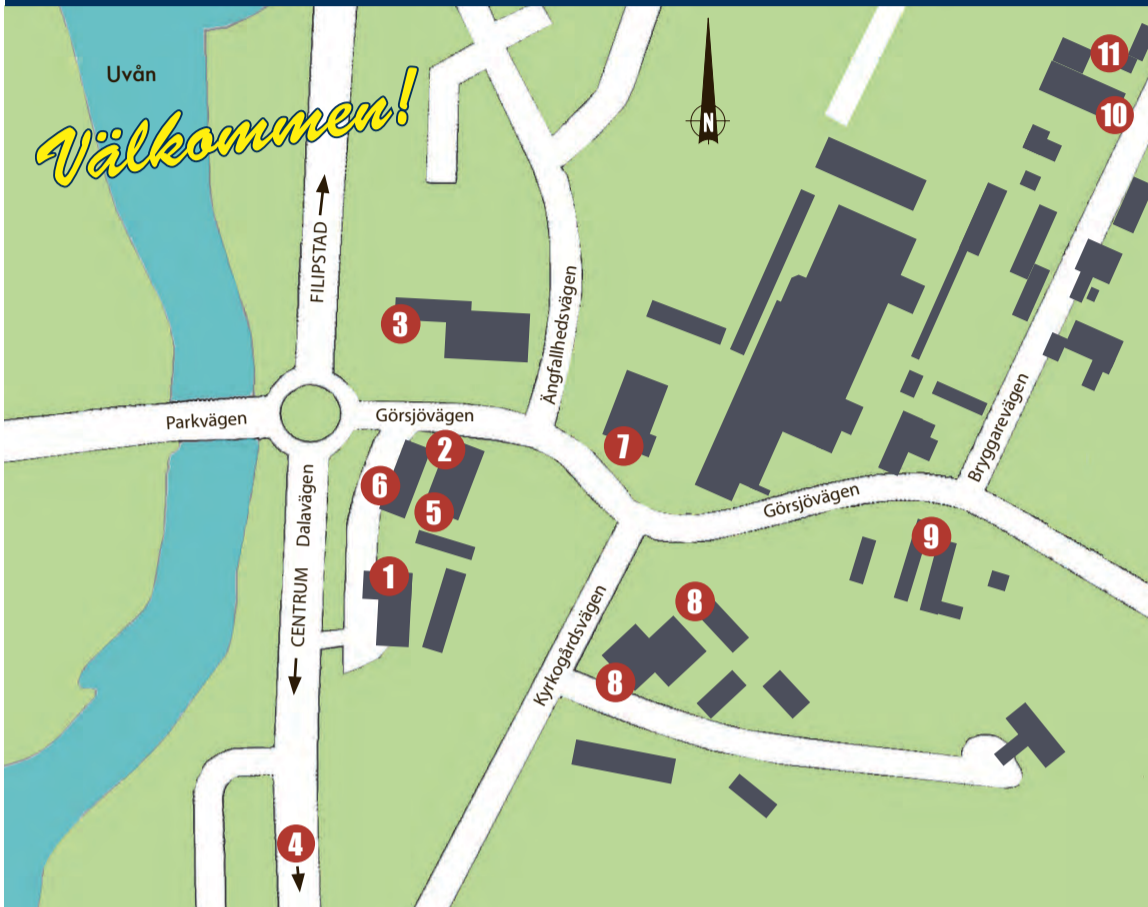 Uvån
Välkommen!
11
10
N
FILIPSTAD
3
Ängfallhedsvägen
Parkvägen
Görsjövägen
2
7
6
5
Dalavägen
Görsjövägen
Bryggarevägen
9
1
CENTRUM
8
Kyrkogårdsvägen
8
4